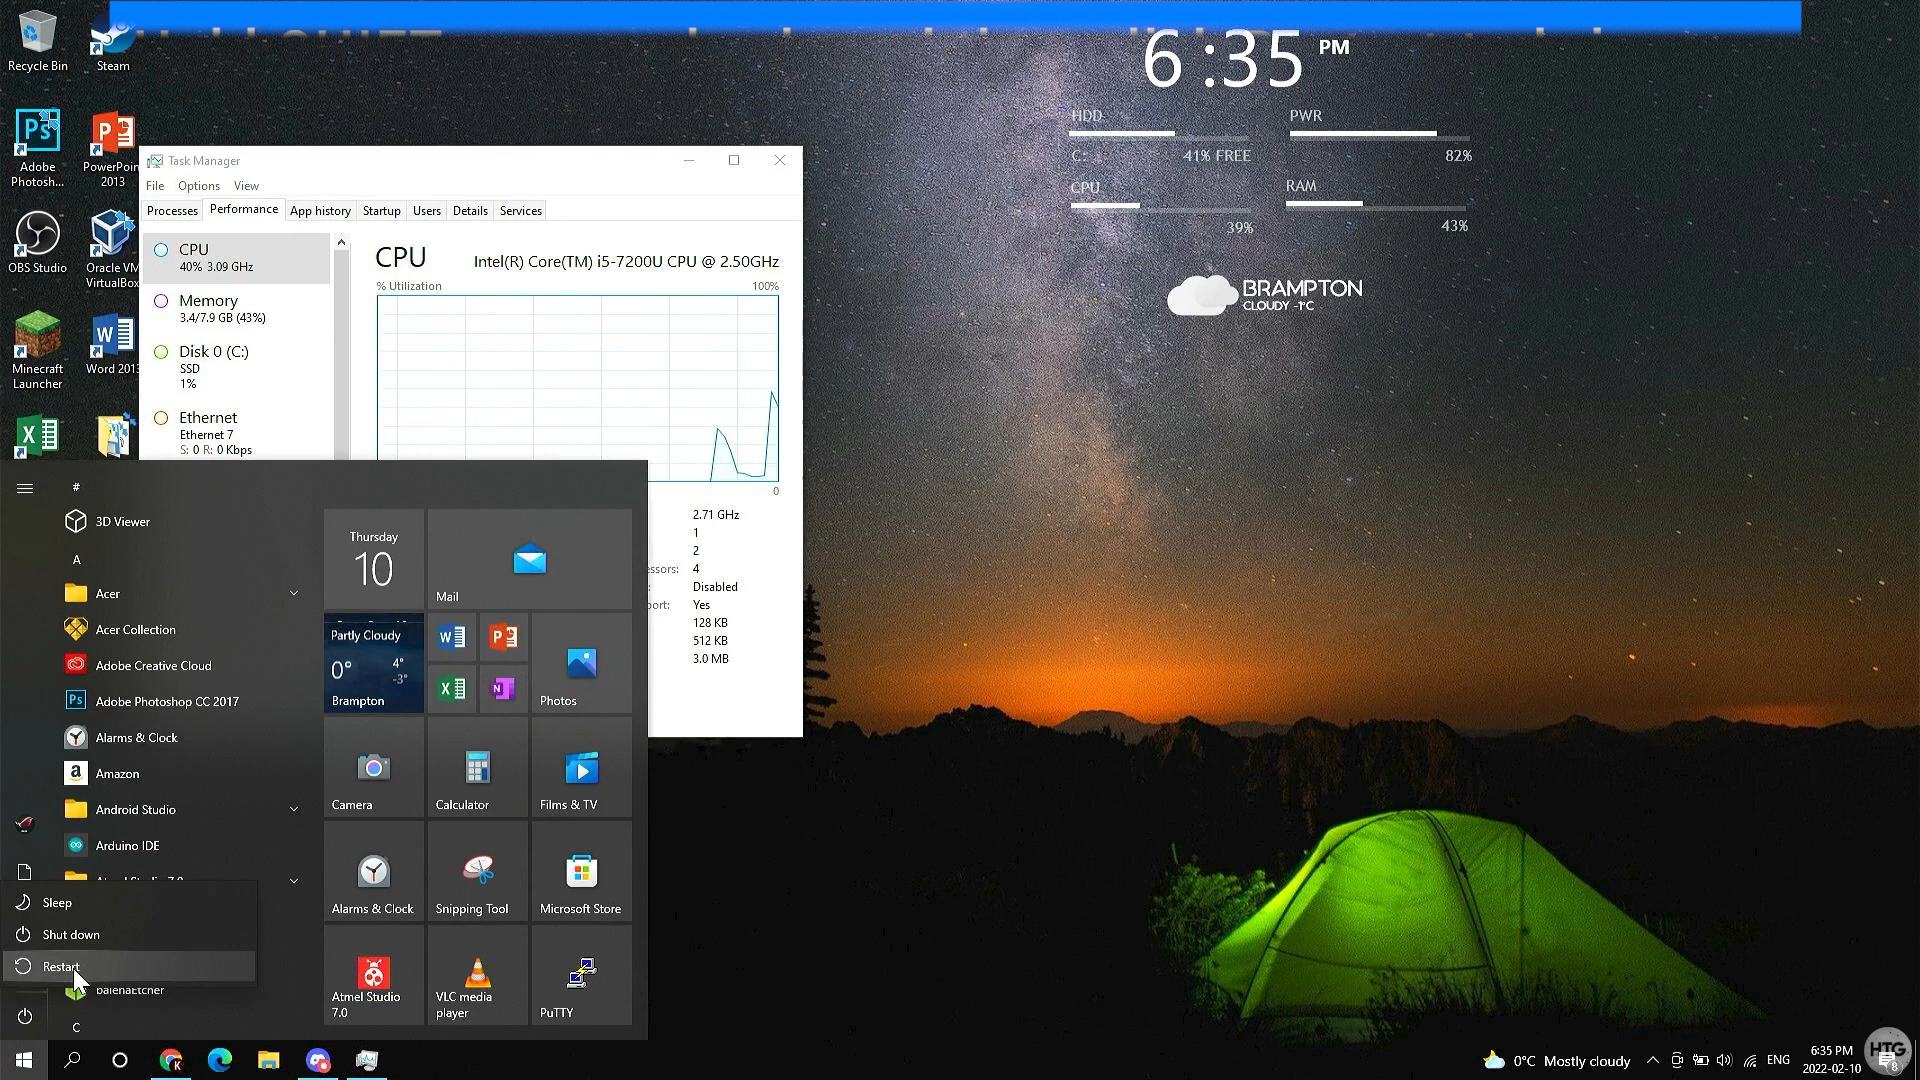 Recycle Bin
Steam
Adobe
Photosh...
PowerPoin
2013
OBS Studio
Oracle VM
VirtualBox
Minecraft
Launcher
Word 2013
6:35 PM
HDD
C: 41% FREE
PWR
82%
CPU
39%
RAM
43%
BRAMPTON
CLOUDY -1°C
Task Manager
File Options View
Processes Performance App history Startup Users Details Services
CPU
40% 3.09 GHz
Memory
3.4/7.9 GB (43%)
Disk 0 (C:)
SSD
1%
Ethernet
Ethernet 7
S: 0 R: 0 Kbps
CPU
Intel(R) Core(TM) i5-7200U CPU @ 2.50GHz
% Utilization 100%
0
2.71 GHz
1
2
essors: 4
Disabled
port: Yes
128 KB
512 KB
3.0 MB
#
3D Viewer
A
Acer
Acer Collection
Adobe Creative Cloud
Adobe Photoshop CC 2017
Alarms & Clock
Amazon
Android Studio
Arduino IDE
Atmel Studio 7.0
Sleep
Shut down
Restart
balenaEtcher
C
Thursday
10
Mail
Partly Cloudy
0°
4°
-3°
Brampton
Photos
Camera
Calculator
Films & TV
Alarms & Clock
Snipping Tool
Microsoft Store
Atmel Studio
7.0
VLC media
player
PuTTY
0°C Mostly cloudy
ENG
6:35 PM
2022-02-10
HTG
8